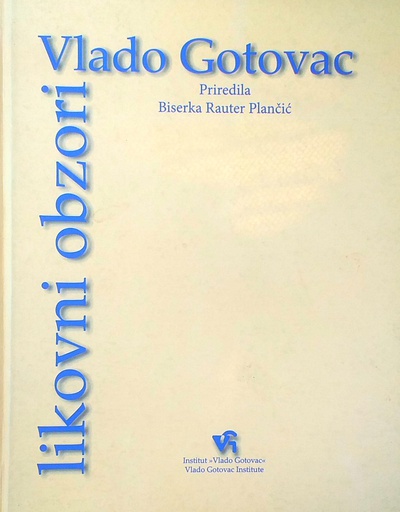 Vlado Gotovac
Priredila
Biserka Rauter Plančić
likovni obzori
Institut »Vlado Gotovac«
Vlado Gotovac Institute